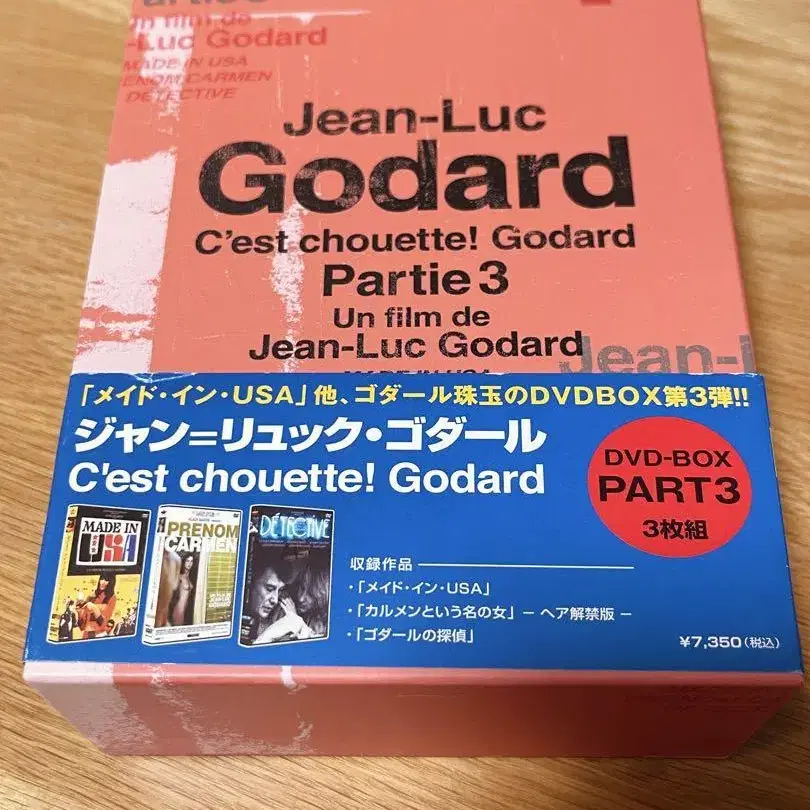 Un film de
-Luc Godard
MADE IN USA
ENOM CARMEN
DETECTIVE
Jean-Luc
Godard
C'est chouette! Godard
Partie 3
Un film de
Jean-Luc Godard
MADE IN USA
Jean-L
「メイド・イン・USA」他、ゴダール珠玉のDVDBOX第3弾!!
ジャン=リュック・ゴダール
C'est chouette! Godard
DVD-BOX
PART3
3枚組
MADE IN
USA
PRENOM
CARMEN
DÉTECTIVE
収録作品
・「メイド・イン・USA」
・「カルメンという名の女」 － ヘア解禁版 －
・「ゴダールの探偵」
¥7,350(税込)